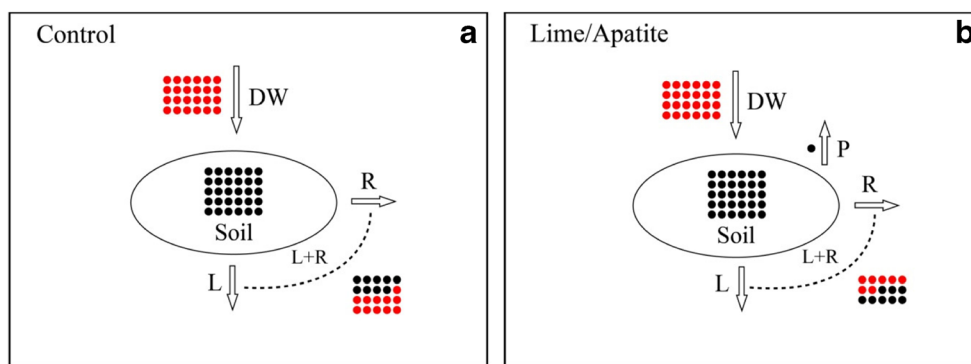 Control
a
DW
R
Soil
L+R
L
Lime/Apatite
b
DW
P
R
Soil
L+R
L